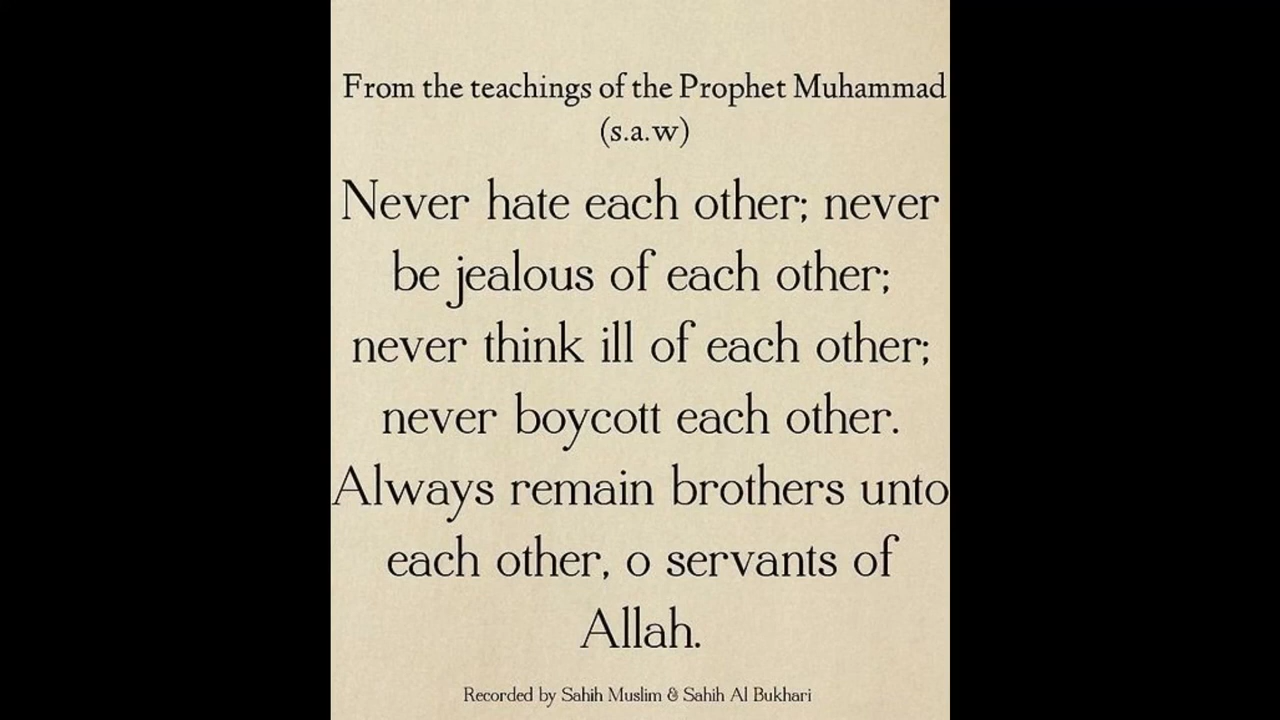 From the teachings of the Prophet Muhammad
(s.a.w)
Never hate each other; never
be jealous of each other;
never think ill of each other;
never boycott each other.
Always remain brothers unto
each other, o servants of
Allah.
Recorded by Sahih Muslim & Sahih Al Bukhari